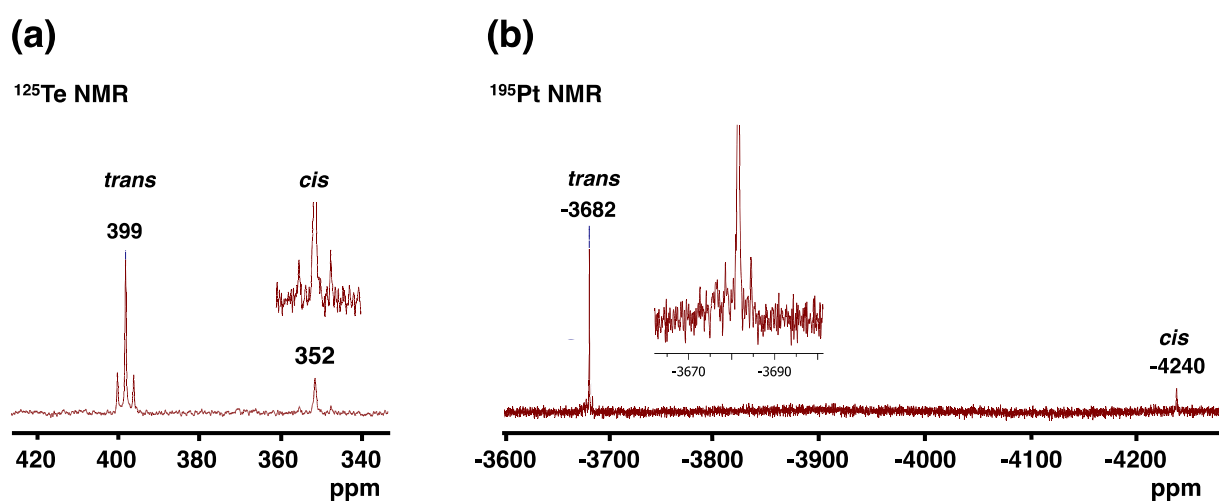 (a)
¹²⁵Te NMR
trans
399
cis
352
420 400 380 360 340
ppm
(b)
¹⁹⁵Pt NMR
trans
-3682
-3670 -3690
cis
-4240
-3600 -3700 -3800 -3900 -4000 -4100 -4200
ppm